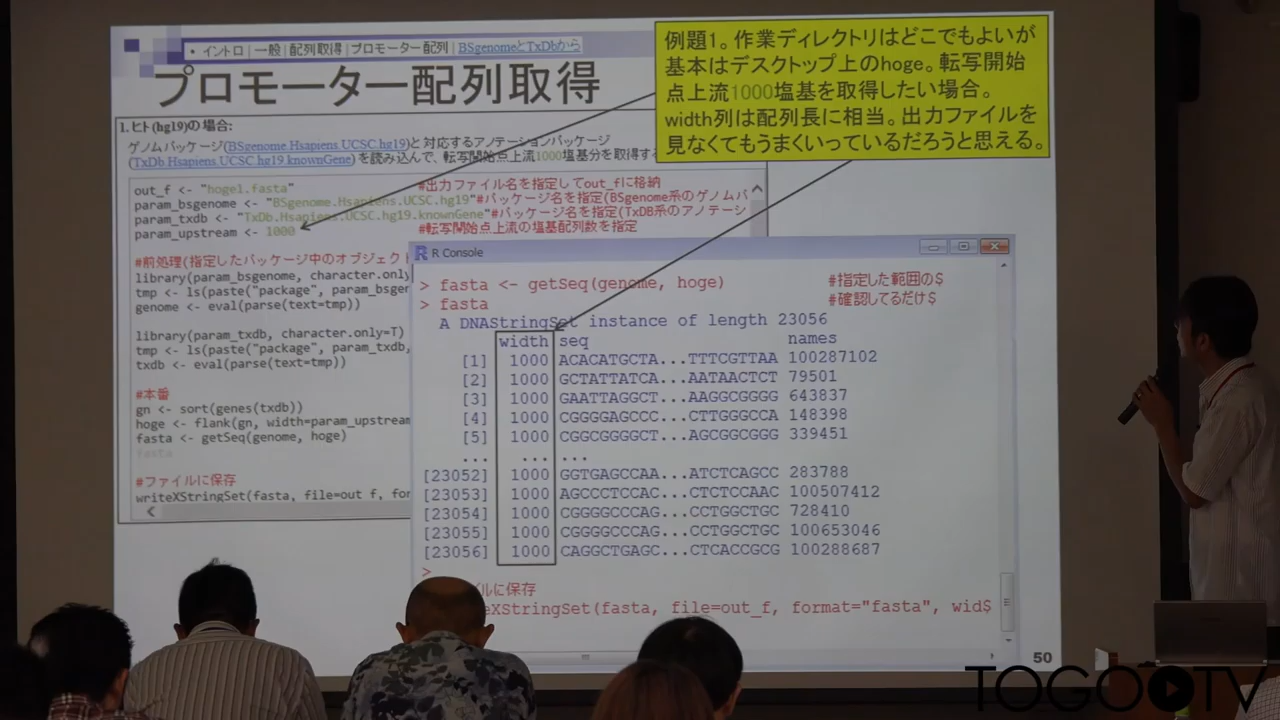 • イントロ | 一般 | 配列取得 | プロモーター配列 | BSgenomeとTxDbから
プロモーター配列取得
例題1。作業ディレクトリはどこでもよいが
基本はデスクトップ上のhoge。転写開始
点上流1000塩基を取得したい場合。
width列は配列長に相当。出力ファイルを
見なくてもうまくいっているだろうと思える。
1. ヒト(hg19)の場合:
ゲノムパッケージ(BSgenome.Hsapiens.UCSC.hg19)と対応するアノテーションパッケージ
(TxDb.Hsapiens.UCSC.hg19.knownGene)を読み込んで、転写開始点上流1000塩基分を取得する
out_f <- "hoge1.fasta" #出力ファイル名を指定してout_fに格納
param_bsgenome <- "BSgenome.Hsapiens.UCSC.hg19"#パッケージ名を指定(BSgenome系のゲノムパ
param_txdb <- "TxDb.Hsapiens.UCSC.hg19.knownGene"#パッケージ名を指定(TxDB系のアノテーシ
param_upstream <- 1000 #転写開始点上流の塩基配列数を指定
#前処理(指定したパッケージ中のオブジェクト
library(param_bsgenome, character.only
tmp <- ls(paste("package", param_bsgen
genome <- eval(parse(text=tmp))
library(param_txdb, character.only=T)
tmp <- ls(paste("package", param_txdb,
txdb <- eval(parse(text=tmp))
#本番
gn <- sort(genes(txdb))
hoge <- flank(gn, width=param_upstream
fasta <- getSeq(genome, hoge)
fasta
#ファイルに保存
writeXStringSet(fasta, file=out_f, for
R Console
> fasta <- getSeq(genome, hoge) #指定した範囲の$
> fasta #確認してるだけ$
A DNAStringSet instance of length 23056
width seq names
[1] 1000 ACACATGCTA...TTTCGTTAA 100287102
[2] 1000 GCTATTATCA...AATAACTCT 79501
[3] 1000 GAATTAGGCT...AAGGCGGGG 643837
[4] 1000 CGGGGAGCCC...CTTGGGCCA 148398
[5] 1000 CGGCGGGGCT...AGCGGCGGG 339451
... ... ...
[23052] 1000 GGTGAGCCAA...ATCTCAGCC 283788
[23053] 1000 AGCCCTCCAC...CTCTCCAAC 100507412
[23054] 1000 CGGGGCCCAG...CCTGGCTGC 728410
[23055] 1000 CGGGGCCCAG...CCTGGCTGC 100653046
[23056] 1000 CAGGCTGAGC...CTCACCGCG 100288687
>
ルに保存
eXStringSet(fasta, file=out_f, format="fasta", wid$
50
TOGOTV